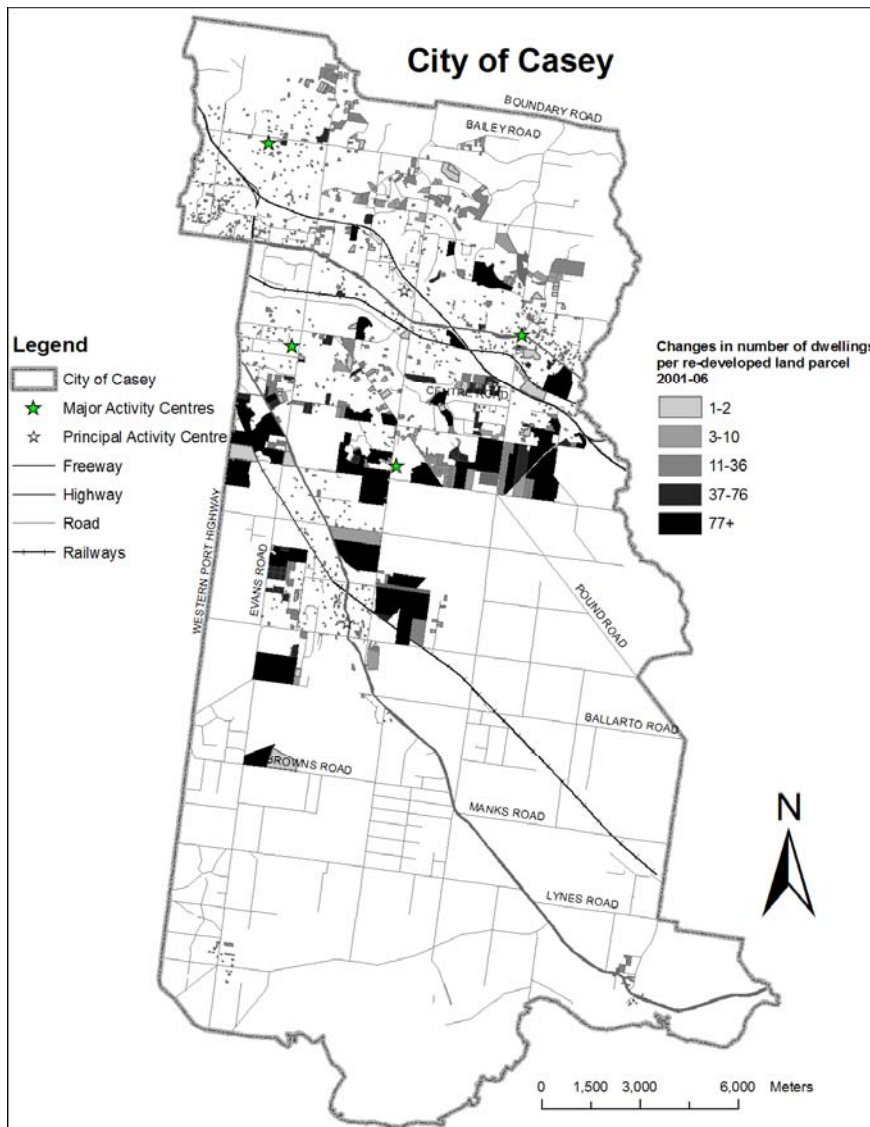 City of Casey
BOUNDARY ROAD
BAILEY ROAD
Legend
City of Casey
Major Activity Centres
Principal Activity Centre
Freeway
Highway
Road
Railways
Changes in number of dwellings
per re-developed land parcel
2001-06
1-2
3-10
11-36
37-76
77+
CENTRE ROAD
WESTERN PORT HIGHWAY
EVANS ROAD
POUND ROAD
BALLARTO ROAD
BROWNS ROAD
MANKS ROAD
LYNES ROAD
N
0 1,500 3,000 6,000 Meters